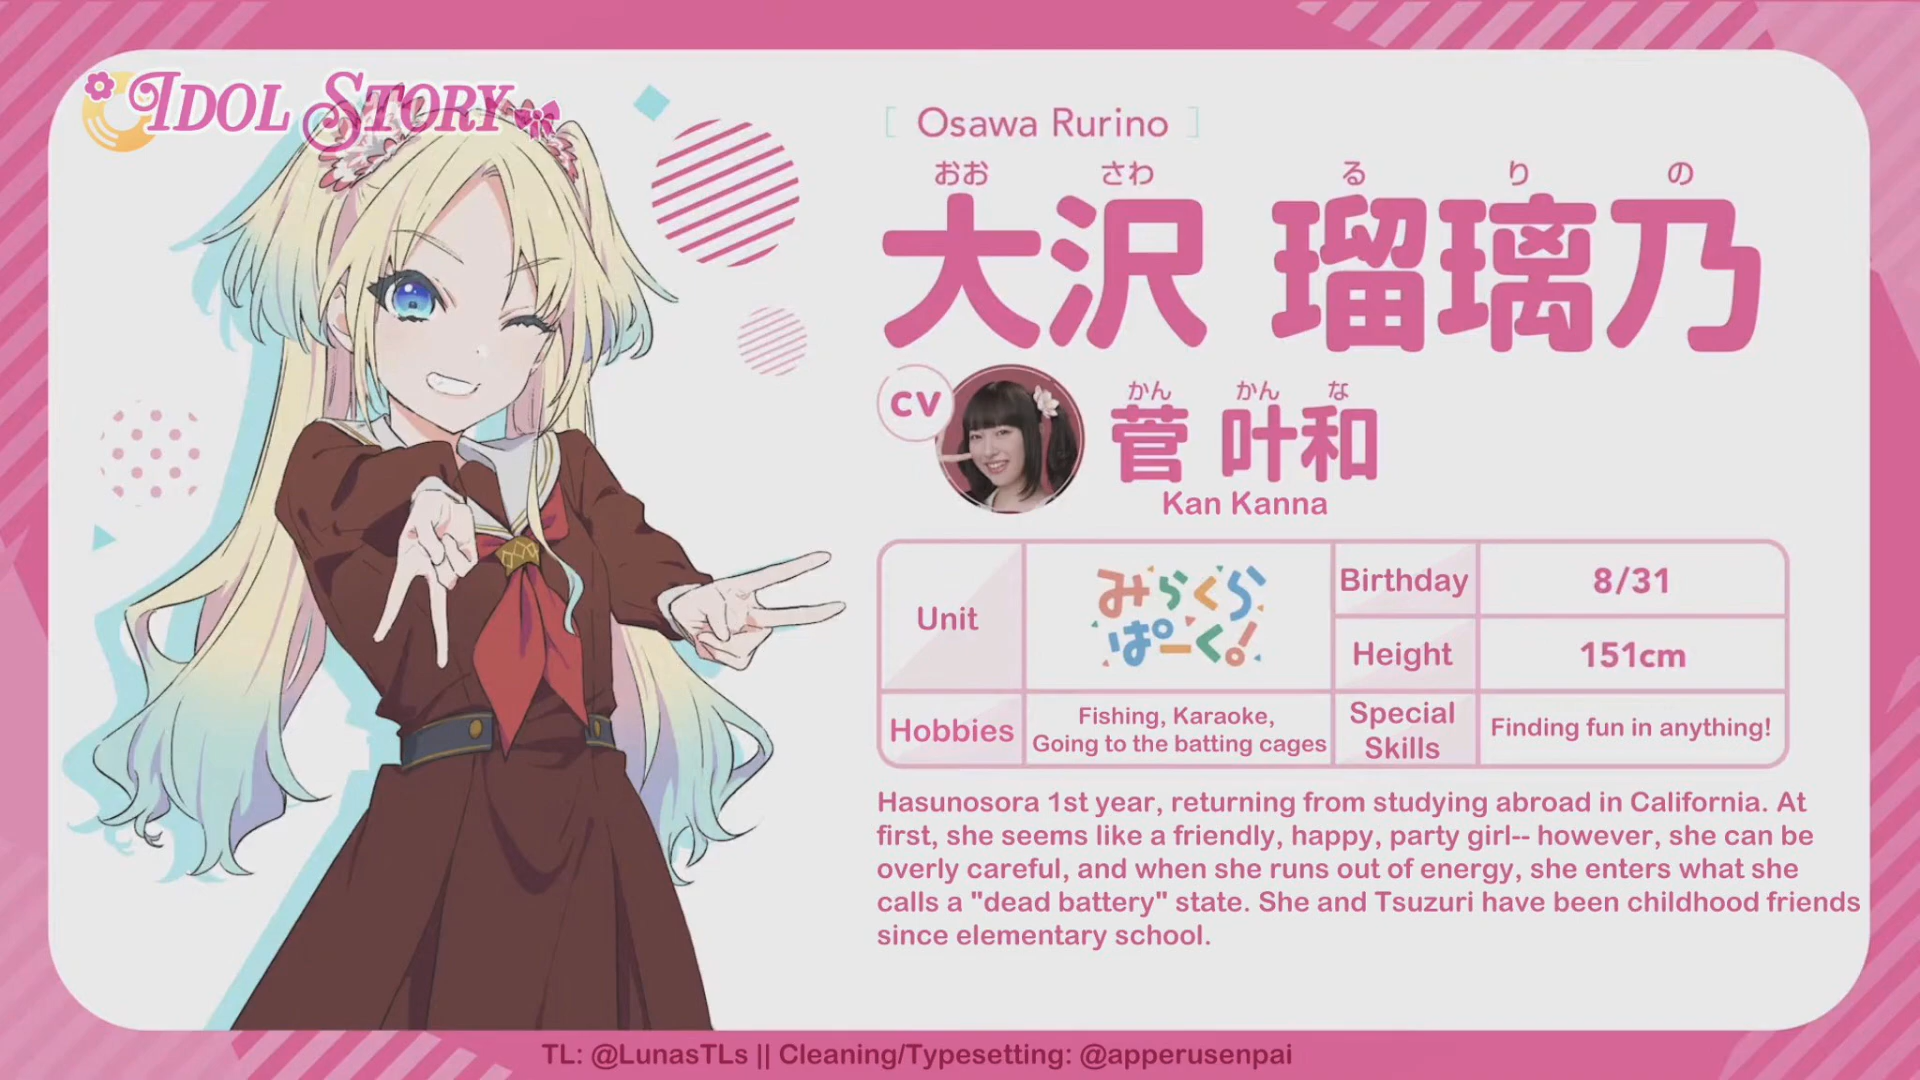 IDOL STORY
[ Osawa Rurino ]
おお さわ る り の
大沢 瑠璃乃
CV
かん かん な
菅 叶和
Kan Kanna
Unit
みらくら
ぱーく!
Birthday
8/31
Height
151cm
Hobbies
Fishing, Karaoke,
Going to the batting cages
Special
Skills
Finding fun in anything!
Hasunosora 1st year, returning from studying abroad in California. At
first, she seems like a friendly, happy, party girl-- however, she can be
overly careful, and when she runs out of energy, she enters what she
calls a "dead battery" state. She and Tsuzuri have been childhood friends
since elementary school.
TL: @LunasTLs || Cleaning/Typesetting: @apperusenpai